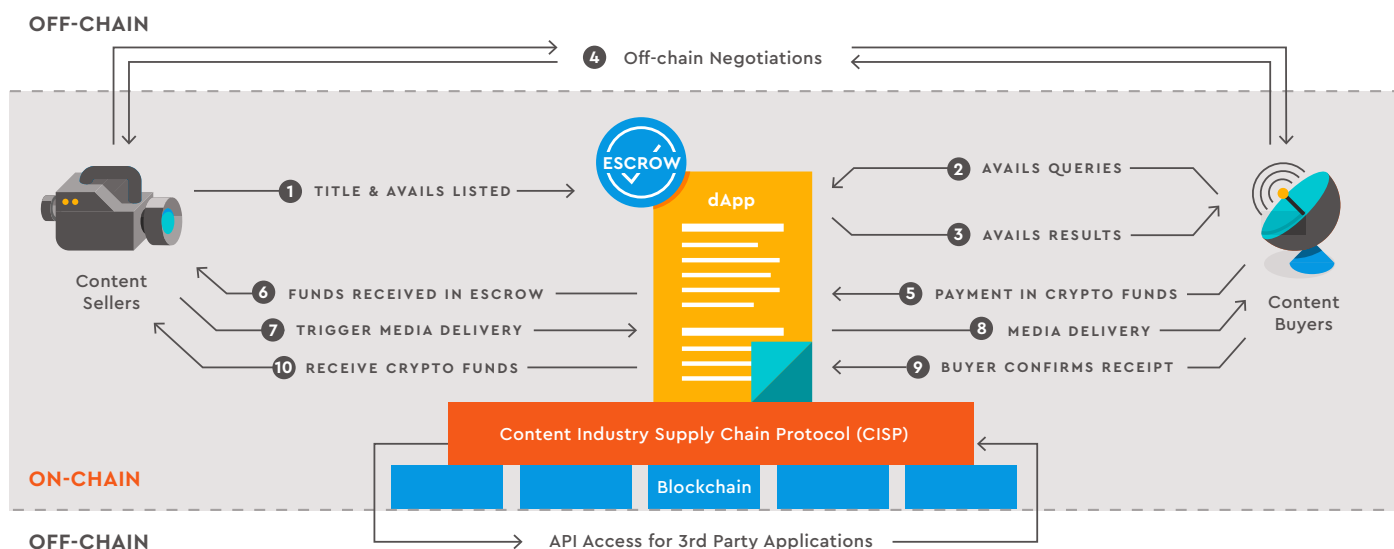 OFF-CHAIN
4 Off-chain Negotiations
ESCROW
dApp
1 TITLE & AVAILS LISTED
2 AVAILS QUERIES
3 AVAILS RESULTS
Content
Sellers
6 FUNDS RECEIVED IN ESCROW
5 PAYMENT IN CRYPTO FUNDS
Content
Buyers
7 TRIGGER MEDIA DELIVERY
8 MEDIA DELIVERY
10 RECEIVE CRYPTO FUNDS
9 BUYER CONFIRMS RECEIPT
Content Industry Supply Chain Protocol (CISP)
ON-CHAIN
Blockchain
OFF-CHAIN
API Access for 3rd Party Applications